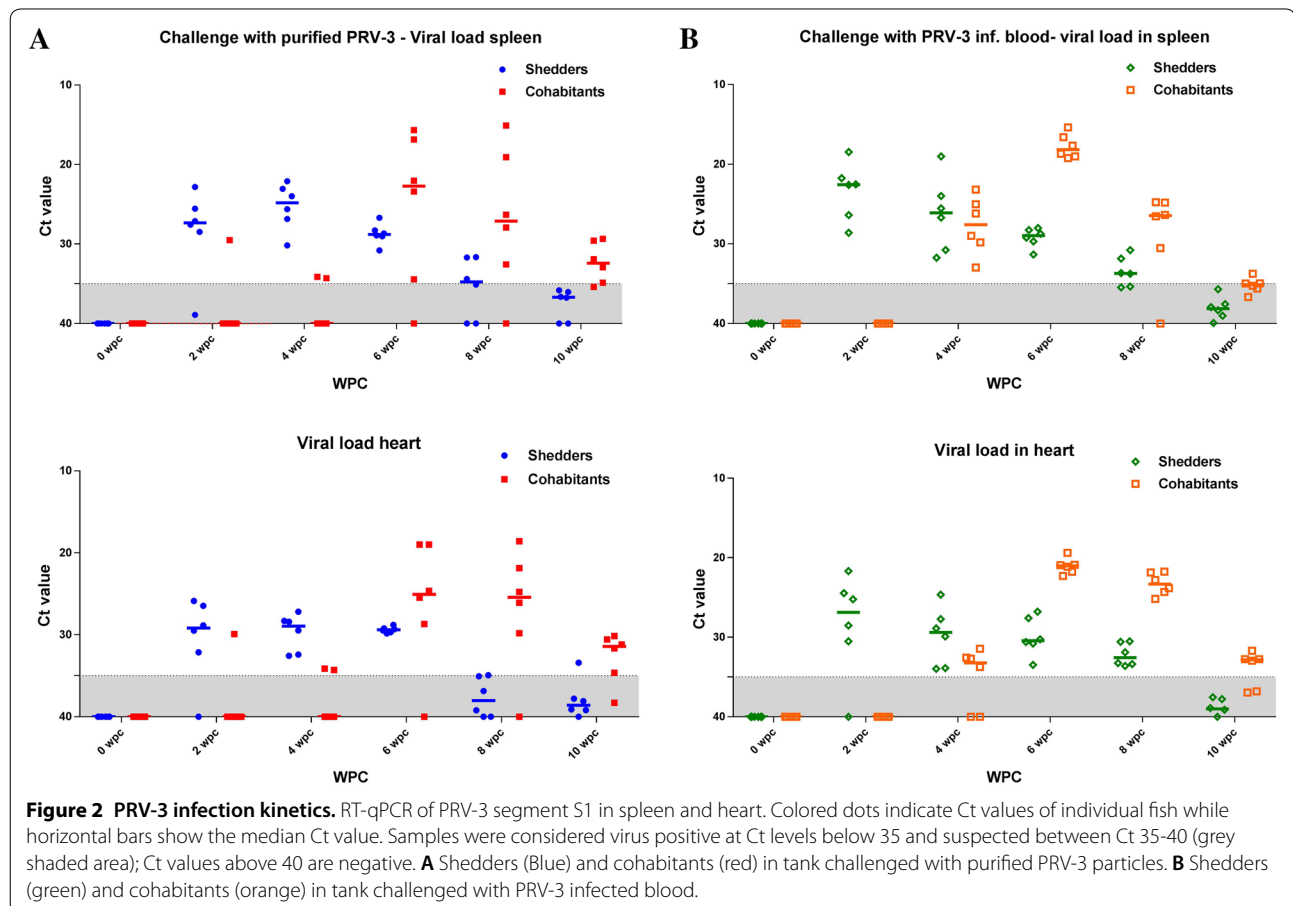 A
Challenge with purified PRV-3 - Viral load spleen
Shedders
Cohabitants
10
20
30
40
Ct value
0 wpc
2 wpc
4 wpc
6 wpc
8 wpc
10 wpc
WPC
B
Challenge with PRV-3 inf. blood- viral load in spleen
Shedders
Cohabitants
10
20
30
40
Ct value
0 wpc
2 wpc
4 wpc
6 wpc
8 wpc
10 wpc
WPC
Viral load heart
Shedders
Cohabitants
10
20
30
40
Ct value
0 wpc
2 wpc
4 wpc
6 wpc
8 wpc
10 wpc
WPC
Viral load in heart
Shedders
Cohabitants
10
20
30
40
Ct value
0 wpc
2 wpc
4 wpc
6 wpc
8 wpc
10 wpc
WPC
Figure 2 PRV-3 infection kinetics. RT-qPCR of PRV-3 segment S1 in spleen and heart. Colored dots indicate Ct values of individual fish while
horizontal bars show the median Ct value. Samples were considered virus positive at Ct levels below 35 and suspected between Ct 35-40 (grey
shaded area); Ct values above 40 are negative. A Shedders (Blue) and cohabitants (red) in tank challenged with purified PRV-3 particles. B Shedders
(green) and cohabitants (orange) in tank challenged with PRV-3 infected blood.